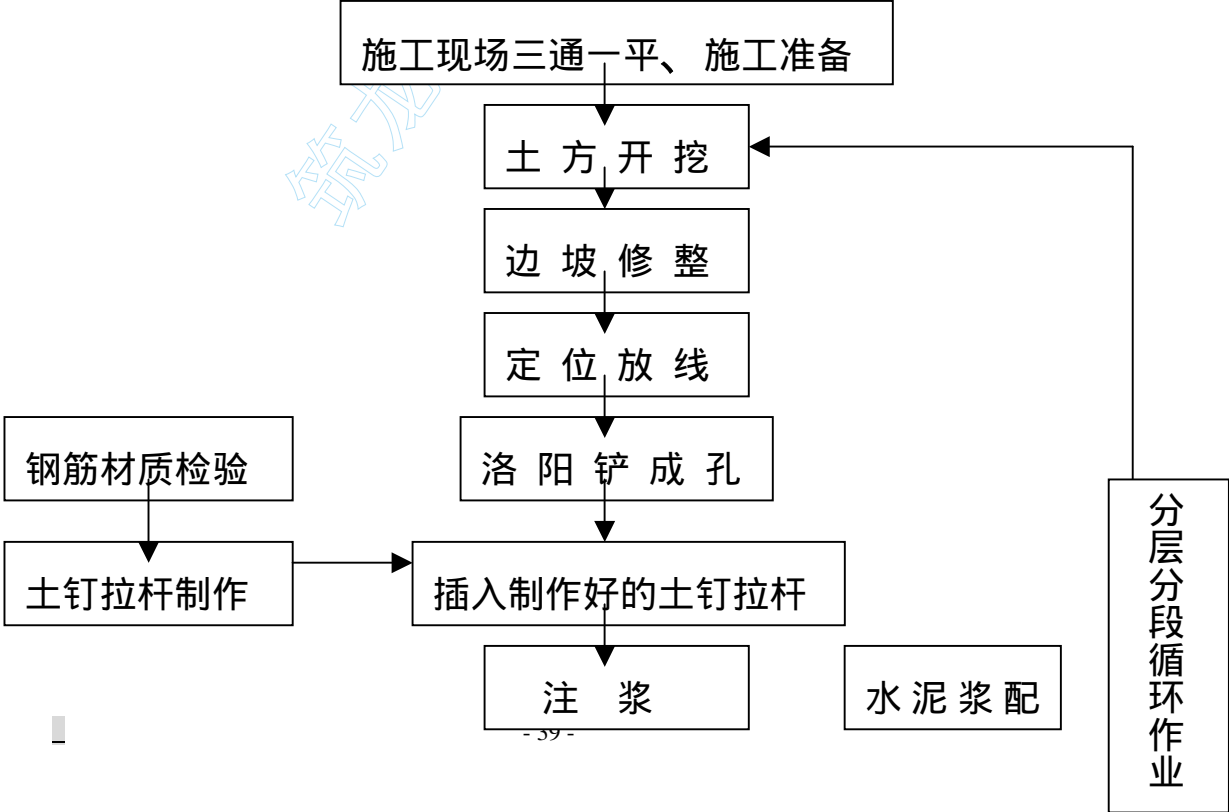 施工现场三通一平、施工准备
土方开挖
边坡修整
定位放线
钢筋材质检验
洛阳铲成孔
土钉拉杆制作
插入制作好的土钉拉杆
注浆
水泥浆配
分层分段循环作业
- 39 -
筑龙